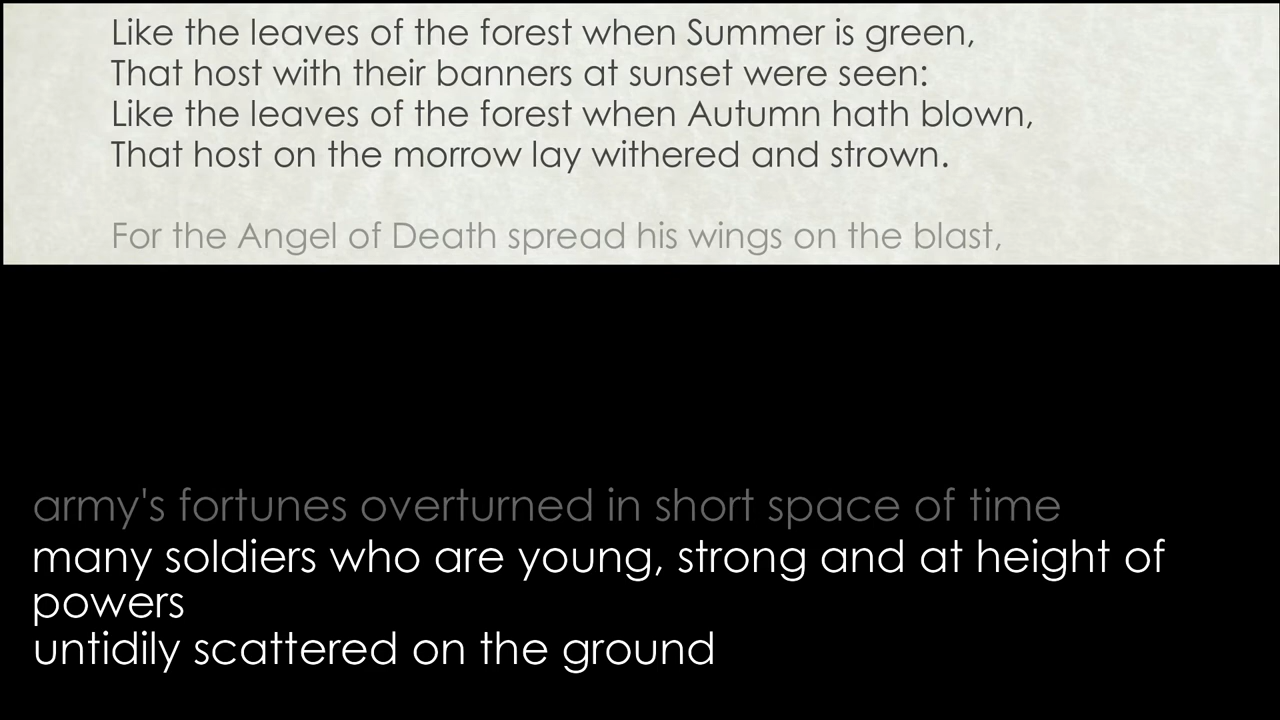 Like the leaves of the forest when Summer is green,
That host with their banners at sunset were seen:
Like the leaves of the forest when Autumn hath blown,
That host on the morrow lay withered and strown.
For the Angel of Death spread his wings on the blast,
army's fortunes overturned in short space of time
many soldiers who are young, strong and at height of
powers
untidily scattered on the ground